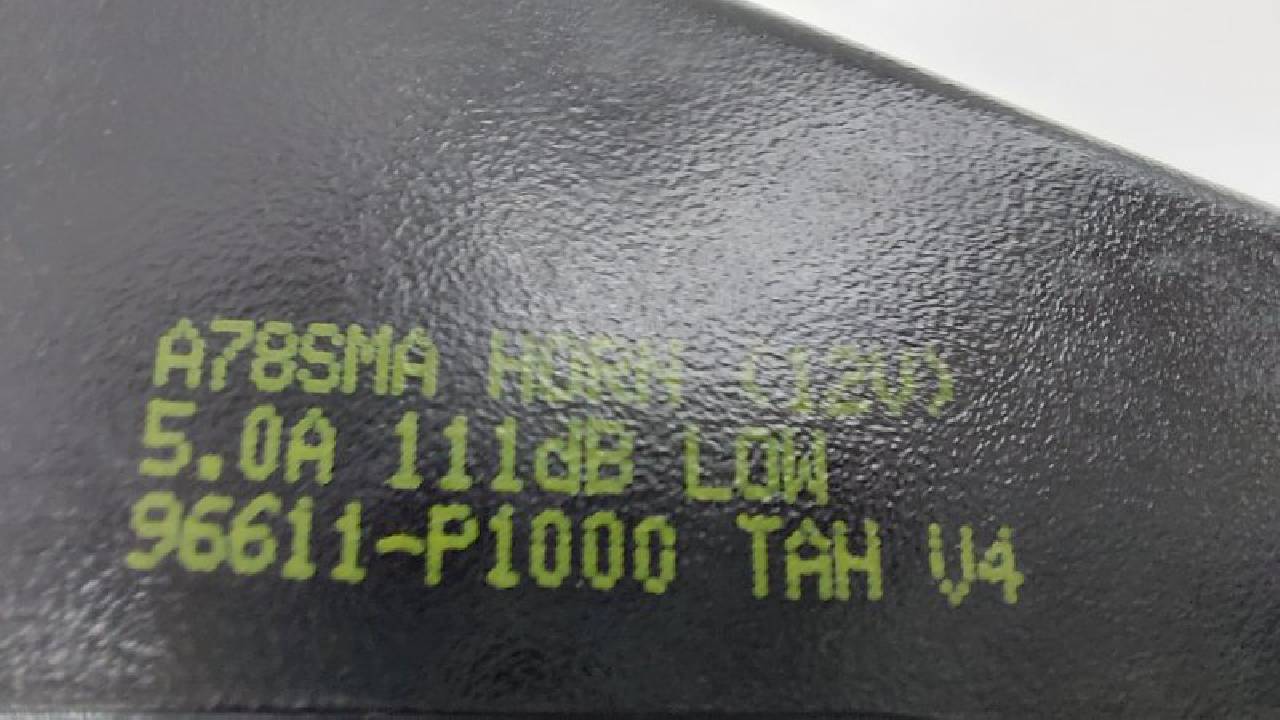 A78SMA HORN (12V)
5.0A 111dB LOW
96611-P1000 TAH V4